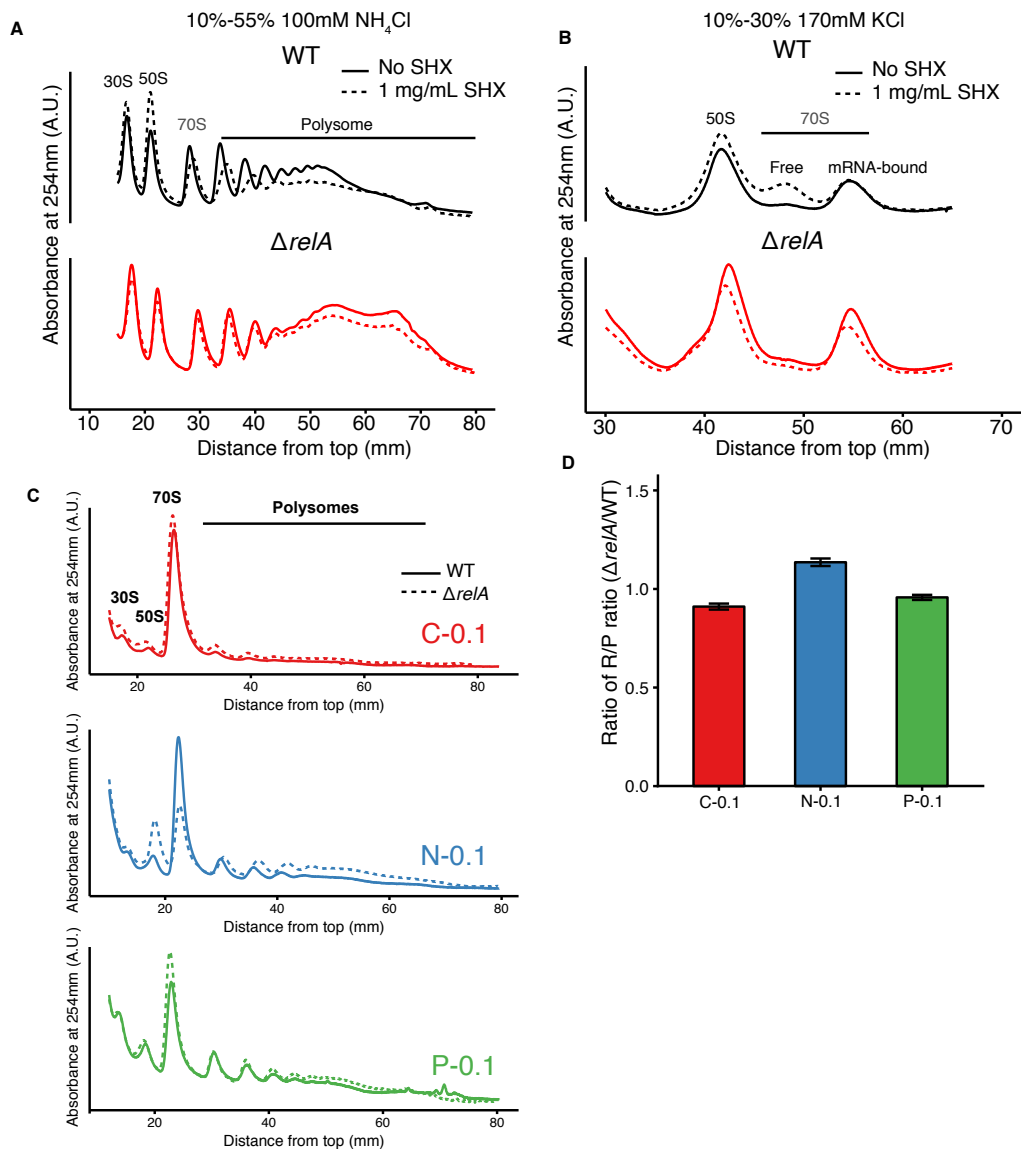 A
10%-55% 100mM NH4Cl
WT
No SHX
1 mg/mL SHX
30S
50S
70S
Polysome
ΔrelA
Absorbance at 254nm (A.U.)
10 20 30 40 50 60 70 80
Distance from top (mm)
B
10%-30% 170mM KCl
WT
No SHX
1 mg/mL SHX
50S
70S
Free
mRNA-bound
ΔrelA
Absorbance at 254nm (A.U.)
30 40 50 60 70
Distance from top (mm)
C
70S
Polysomes
WT
ΔrelA
30S
50S
C-0.1
Absorbance at 254mm (A.U.)
20 40 60 80
Distance from top (mm)
N-0.1
Absorbance at 254mm (A.U.)
20 40 60 80
Distance from top (mm)
P-0.1
Absorbance at 254mm (A.U.)
20 40 60 80
Distance from top (mm)
D
Ratio of R/P ratio (ΔrelA/WT)
1.5
1.0
0.5
0.0
C-0.1 N-0.1 P-0.1